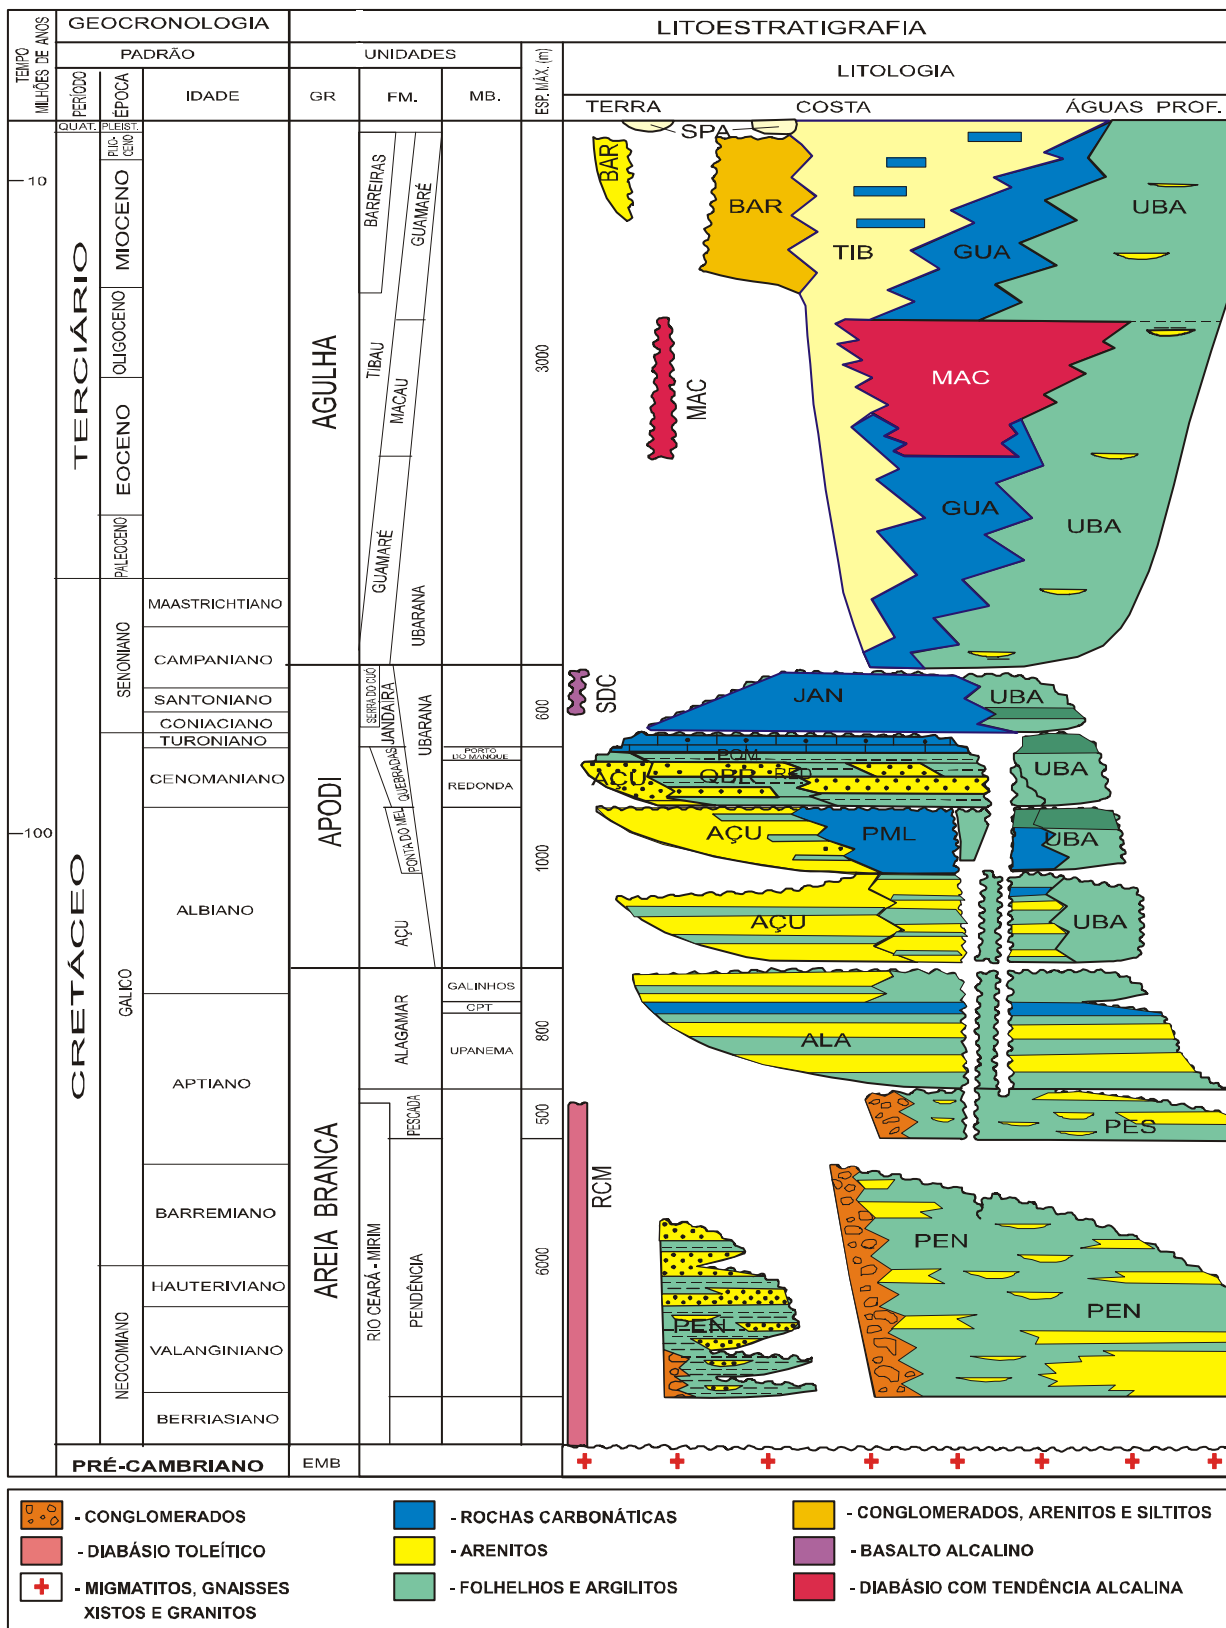 GEOCRONOLOGIA
LITOESTRATIGRAFIA
TEMPO
MILHÕES DE ANOS
PADRÃO
UNIDADES
ESP. MÁX. (m)
LITOLOGIA
PERÍODO
ÉPOCA
IDADE
GR
FM.
MB.
TERRA
COSTA
ÁGUAS PROF.
QUAT.
PLEIST.
SPA
PLIO-
CENO
10
BAR
BAR
BARREIRAS
GUAMARÉ
MIOCENO
TIB
GUA
UBA
TERCIÁRIO
OLIGOCENO
AGULHA
TIBAU
MACAU
3000
MAC
MAC
EOCENO
GUA
UBA
PALEOCENO
GUAMARÉ
UBARANA
MAASTRICHTIANO
SENONIANO
CAMPANIANO
SANTONIANO
CONIACIANO
SERRA DO CUÓ
JANDAÍRA
UBARANA
600
SDC
JAN
UBA
TURONIANO
PORTO
DO MANGUE
PQM
CENOMANIANO
QUEBRADAS
REDONDA
AÇU
QBR
RED
UBA
100
APODI
PONTA DO MEL
1000
AÇU
PML
UBA
CRETÁCEO
GALICO
ALBIANO
AÇU
AÇU
UBA
GALINHOS
CPT
ALAGAMAR
UPANEMA
800
ALA
APTIANO
PESCADA
500
PES
AREIA BRANCA
RIO CEARÁ - MIRIM
RCM
BARREMIANO
PEN
HAUTERIVIANO
PENDÊNCIA
6000
PEN
PEN
NEOCOMIANO
VALANGINIANO
BERRIASIANO
PRÉ-CAMBRIANO
EMB
- CONGLOMERADOS
- ROCHAS CARBONÁTICAS
- CONGLOMERADOS, ARENITOS E SILTITOS
- DIABÁSIO TOLEÍTICO
- ARENITOS
- BASALTO ALCALINO
- MIGMATITOS, GNAISSES
XISTOS E GRANITOS
- FOLHELHOS E ARGILITOS
- DIABÁSIO COM TENDÊNCIA ALCALINA